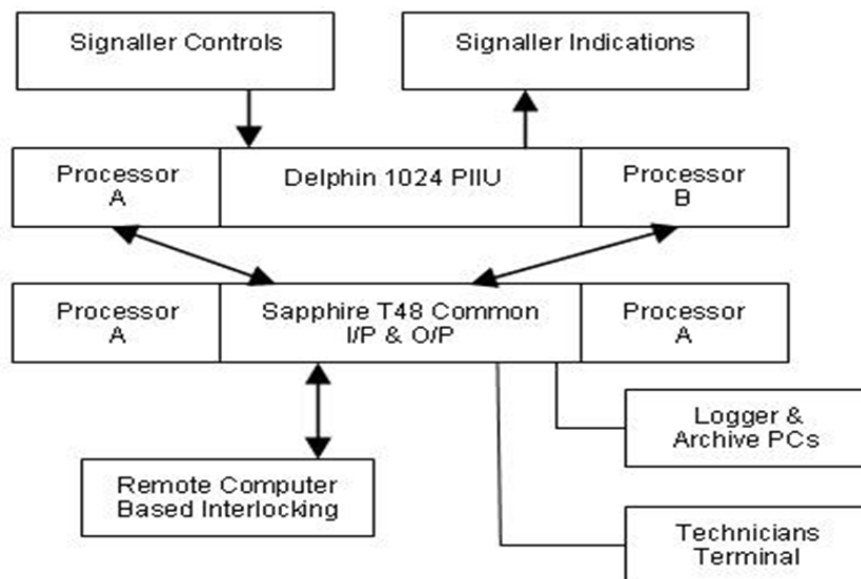 Signaller Controls
Signaller Indications
Processor
A
Delphin 1024 PIIU
Processor
B
Processor
A
Sapphire T48 Common
I/P & O/P
Processor
A
Logger &
Archive PCs
Remote Computer
Based Interlocking
Technicians
Terminal